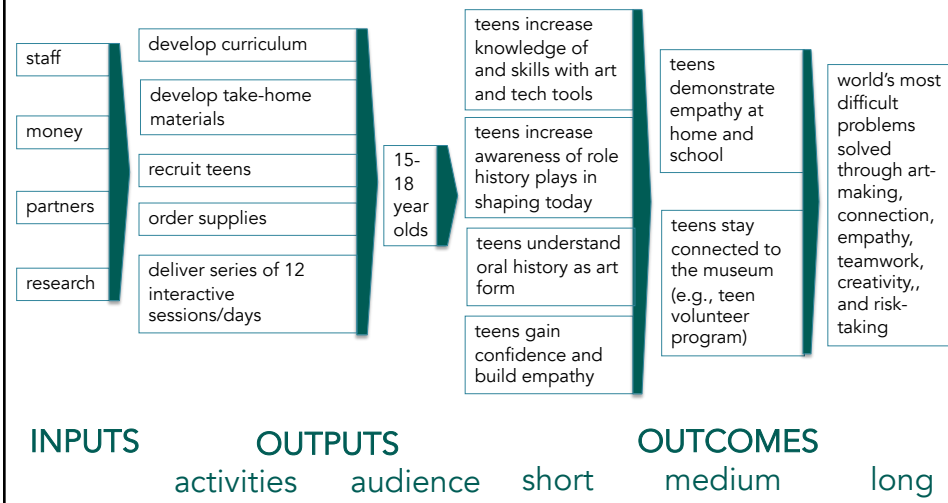 staff
money
partners
research
develop curriculum
develop take-home
materials
recruit teens
order supplies
deliver series of 12
interactive
sessions/days
15-
18
year
olds
teens increase
knowledge of
and skills with art
and tech tools
teens increase
awareness of role
history plays in
shaping today
teens understand
oral history as art
form
teens gain
confidence and
build empathy
teens
demonstrate
empathy at
home and
school
teens stay
connected to
the museum
(e.g., teen
volunteer
program)
world's most
difficult
problems
solved
through art-
making,
connection,
empathy,
teamwork,
creativity,,
and risk-
taking
INPUTS
OUTPUTS
OUTCOMES
activities
audience
short
medium
long